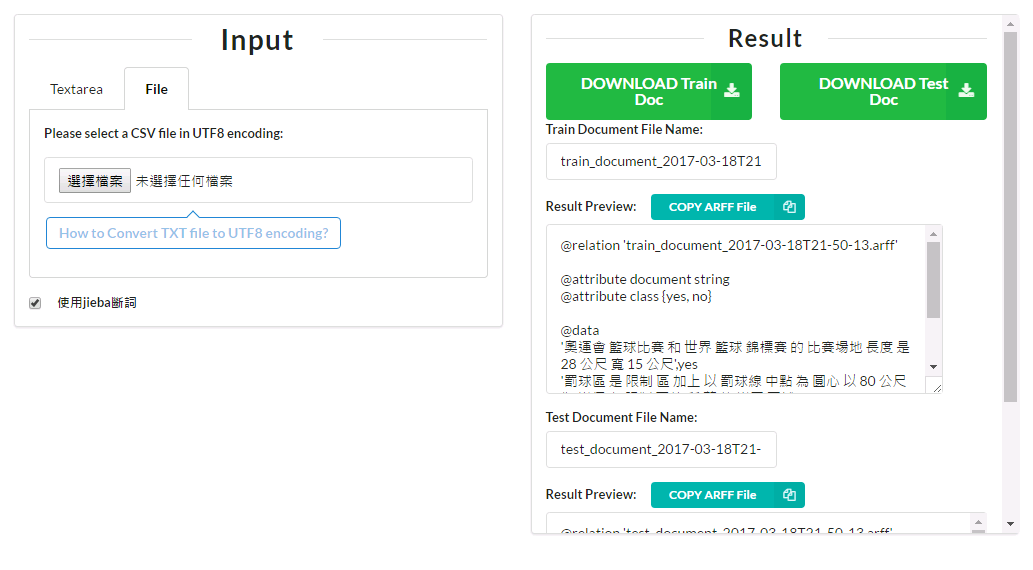 Input
Textarea
File
Please select a CSV file in UTF8 encoding:
選擇檔案 未選擇任何檔案
How to Convert TXT file to UTF8 encoding?
使用jieba斷詞
Result
DOWNLOAD Train
Doc
DOWNLOAD Test
Doc
Train Document File Name:
train_document_2017-03-18T21
Result Preview:
COPY ARFF File
@relation 'train_document_2017-03-18T21-50-13.arff'
@attribute document string
@attribute class {yes, no}
@data
'奧運會 籃球比賽 和 世界 籃球 錦標賽 的 比賽場地 長度 是
28 公尺 寬 15 公尺',yes
'罰球區 是 限制 區 加上 以 罰球線 中點 為 圓心 以 80 公尺
Test Document File Name:
test_document_2017-03-18T21-
Result Preview:
COPY ARFF File
@relation 'test_document_2017-03-18T21-50-13.arff'